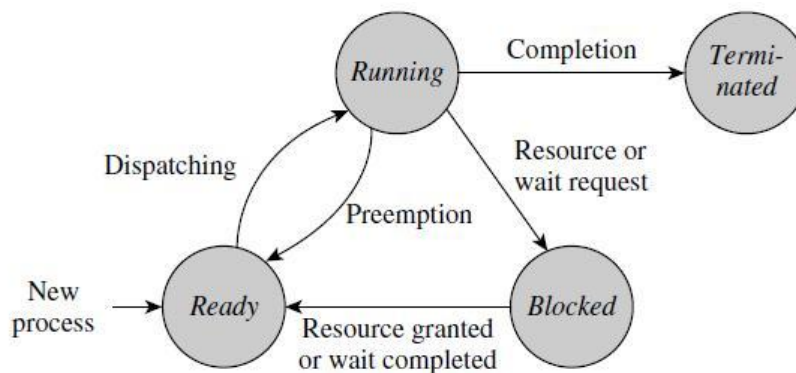 Running
Completion
Termi-
nated
Dispatching
Resource or
wait request
Preemption
New
process
Ready
Blocked
Resource granted
or wait completed